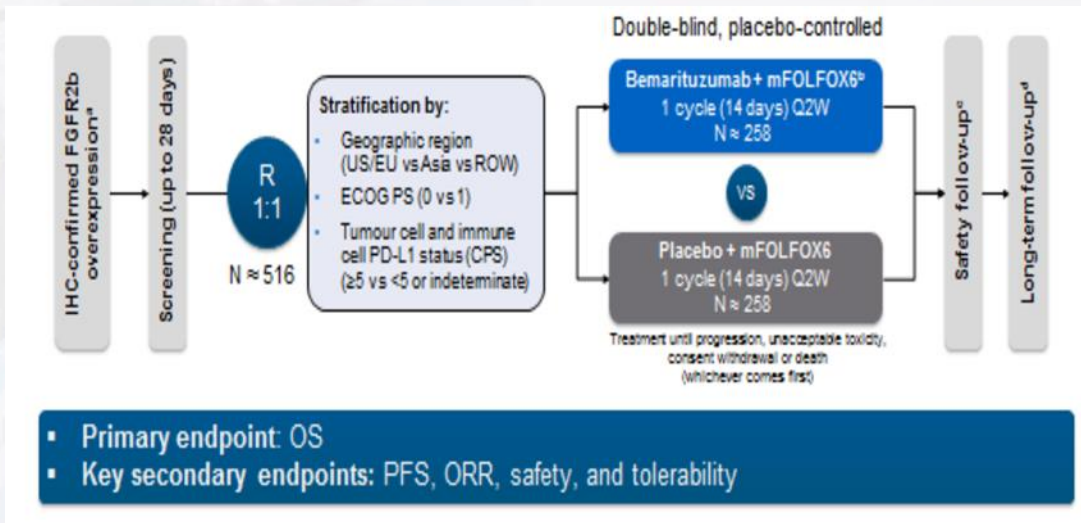 Double-blind, placebo-controlled
IHC-confirmed FGFR2b
overexpressionᵃ
Screening (up to 28 days)
R
1:1
N ≈ 516
Stratification by:
• Geographic region
(US/EU vs Asia vs ROW)
• ECOG PS (0 vs 1)
• Tumour cell and immune
cell PD-L1 status (CPS)
(≥5 vs <5 or indeterminate)
Bemarituzumab + mFOLFOX6ᵇ
1 cycle (14 days) Q2W
N ≈ 258
VS
Placebo + mFOLFOX6
1 cycle (14 days) Q2W
N ≈ 258
Treatment until progression, unacceptable toxicity,
consent withdrawal or death
(whichever comes first)
Safety follow-upᶜ
Long-term follow-upᵈ
▪ Primary endpoint: OS
▪ Key secondary endpoints: PFS, ORR, safety, and tolerability